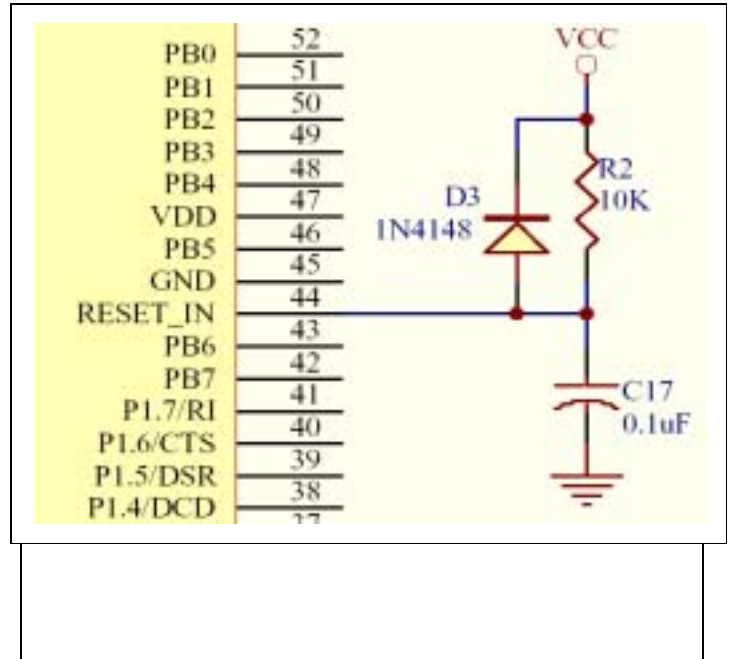 VCC
52
PB0
51
PB1
50
PB2
49
PB3
48
R2
PB4
47
D3
10K
VDD
46
1N4148
PB5
45
GND
44
RESET_IN
43
PB6
42
PB7
41
C17
P1.7/RI
40
0.1uF
P1.6/CTS
39
P1.5/DSR
38
P1.4/DCD
37